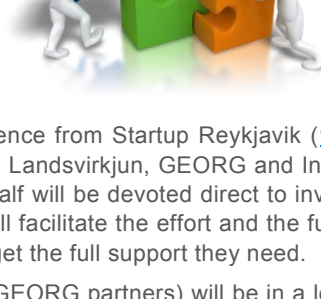 ence from Startup Reykjavik (
Landsvirkjun, GEORG and In
alf will be devoted direct to inv
ll facilitate the effort and the fu
get the full support they need.
GEORG partners) will be in a le